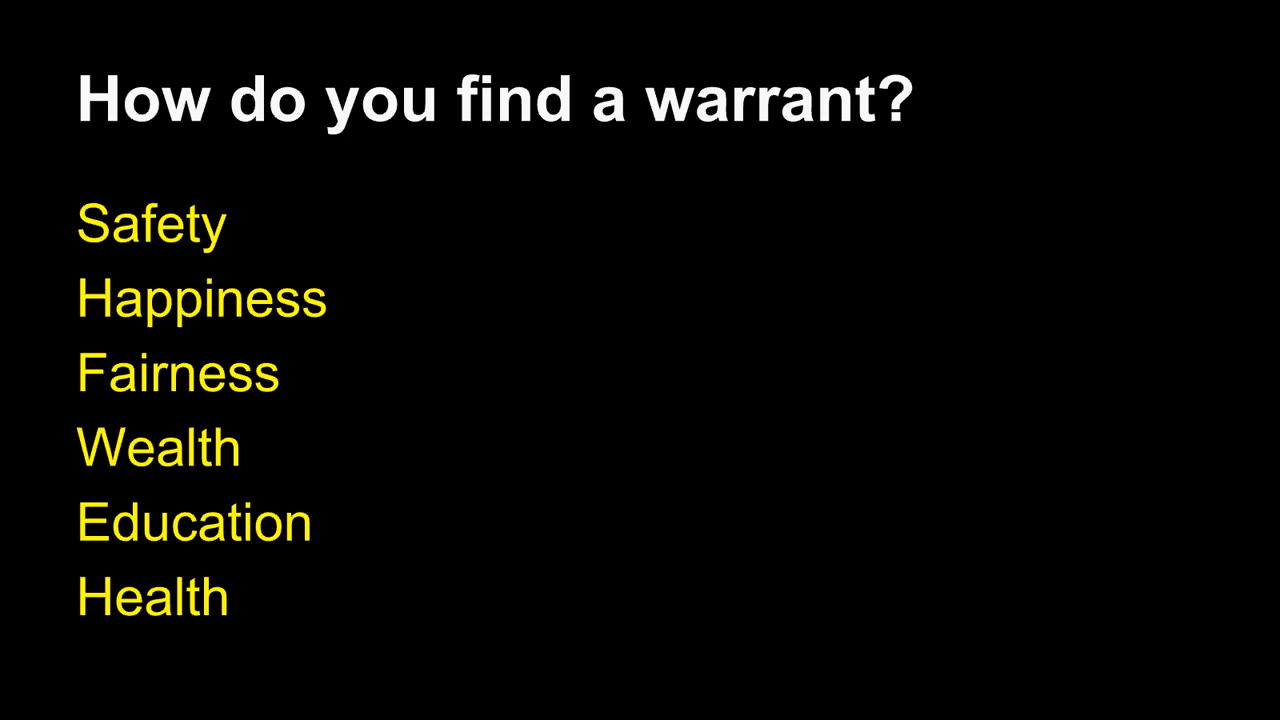 How do you find a warrant?
Safety
Happiness
Fairness
Wealth
Education
Health